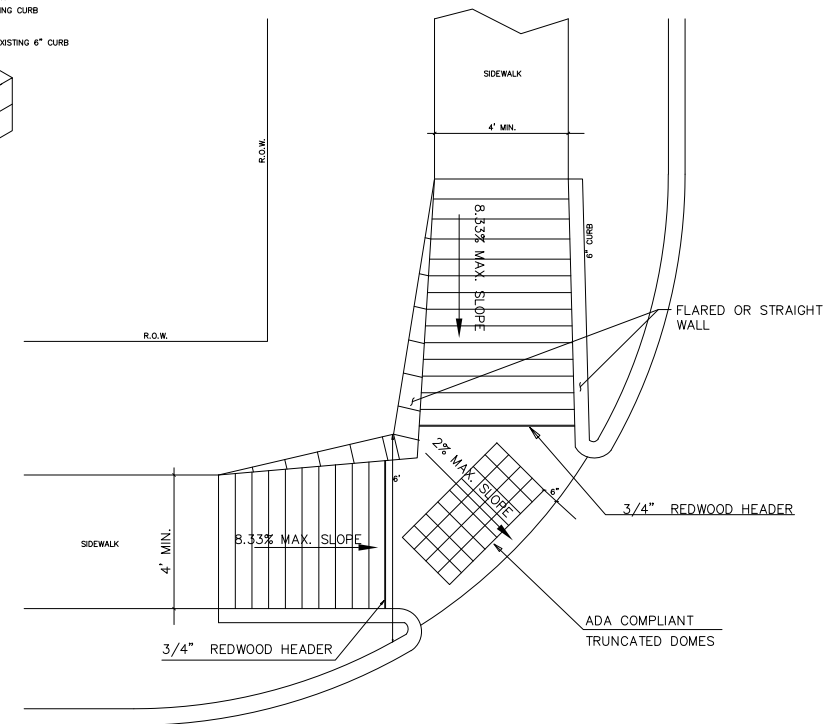 NG CURB
XISTING 6" CURB
SIDEWALK
4' MIN.
R.O.W.
8.33% MAX. SLOPE
6" CURB
FLARED OR STRAIGHT
WALL
R.O.W.
2% MAX. SLOPE
6'
6"
3/4" REDWOOD HEADER
SIDEWALK
4' MIN.
8.33% MAX. SLOPE
ADA COMPLIANT
TRUNCATED DOMES
3/4" REDWOOD HEADER